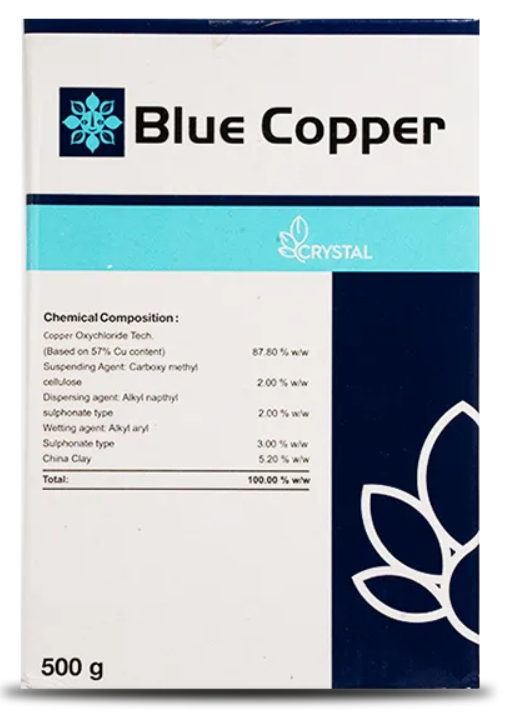 Blue Copper
CRYSTAL
Chemical Composition :
Copper Oxychloride Tech.
(Based on 57% Cu content) 87.80 % w/w
Suspending Agent: Carboxy methyl
cellulose 2.00 % w/w
Dispersing agent: Alkyl napthyl
sulphonate type 2.00 % w/w
Wetting agent: Alkyl aryl
Sulphonate type 3.00 % w/w
China Clay 5.20 % w/w
Total: 100.00 % w/w
500 g